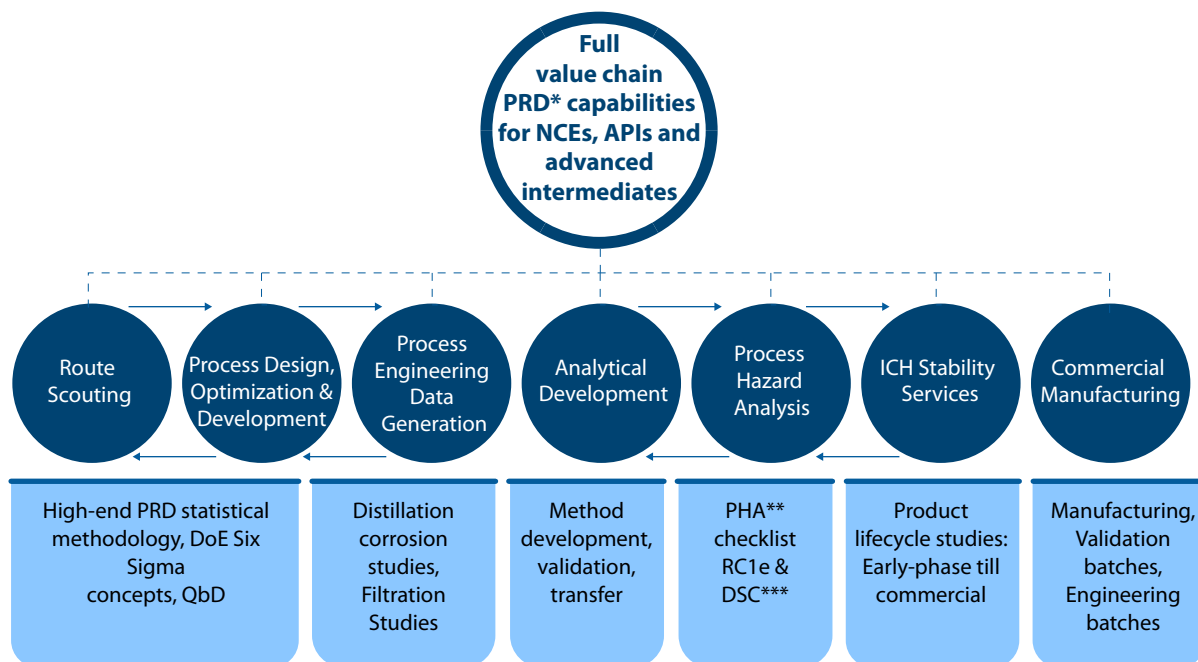 Full
value chain
PRD* capabilities
for NCEs, APIs and
advanced
intermediates
Route
Scouting
Process Design,
Optimization &
Development
Process
Engineering
Data
Generation
Analytical
Development
Process
Hazard
Analysis
ICH Stability
Services
Commercial
Manufacturing
High-end PRD statistical
methodology, DoE Six
Sigma
concepts, QbD
Distillation
corrosion
studies,
Filtration
Studies
Method
development,
validation,
transfer
PHA**
checklist
RC1e &
DSC***
Product
lifecycle studies:
Early-phase till
commercial
Manufacturing,
Validation
batches,
Engineering
batches